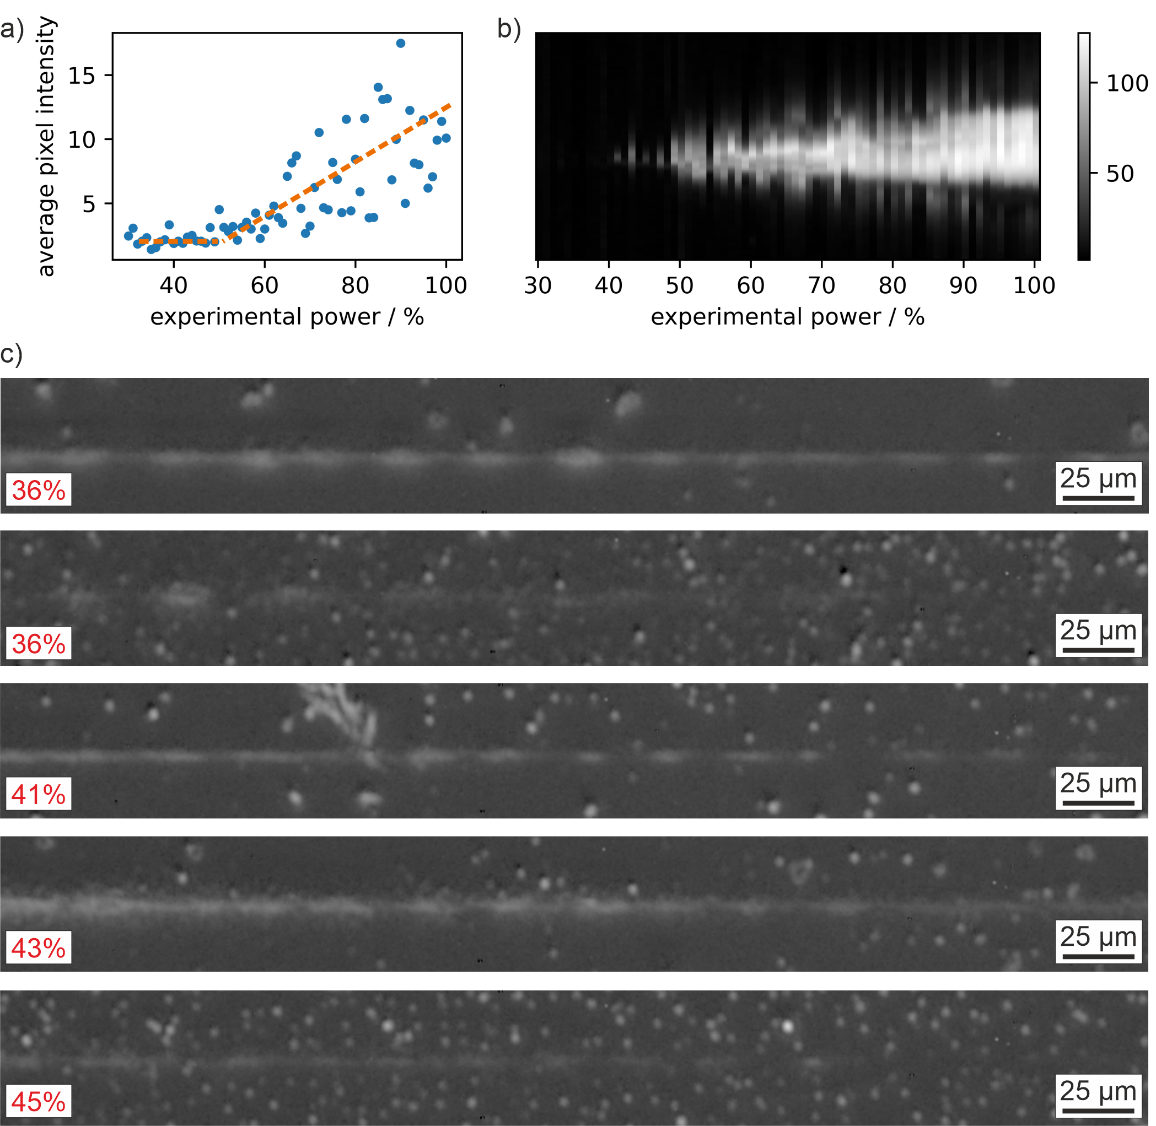 a)
average pixel intensity
15
10
5
40 60 80 100
experimental power / %
b)
100
50
30 40 50 60 70 80 90 100
experimental power / %
c)
36%
25 µm
36%
25 µm
41%
25 µm
43%
25 µm
45%
25 µm